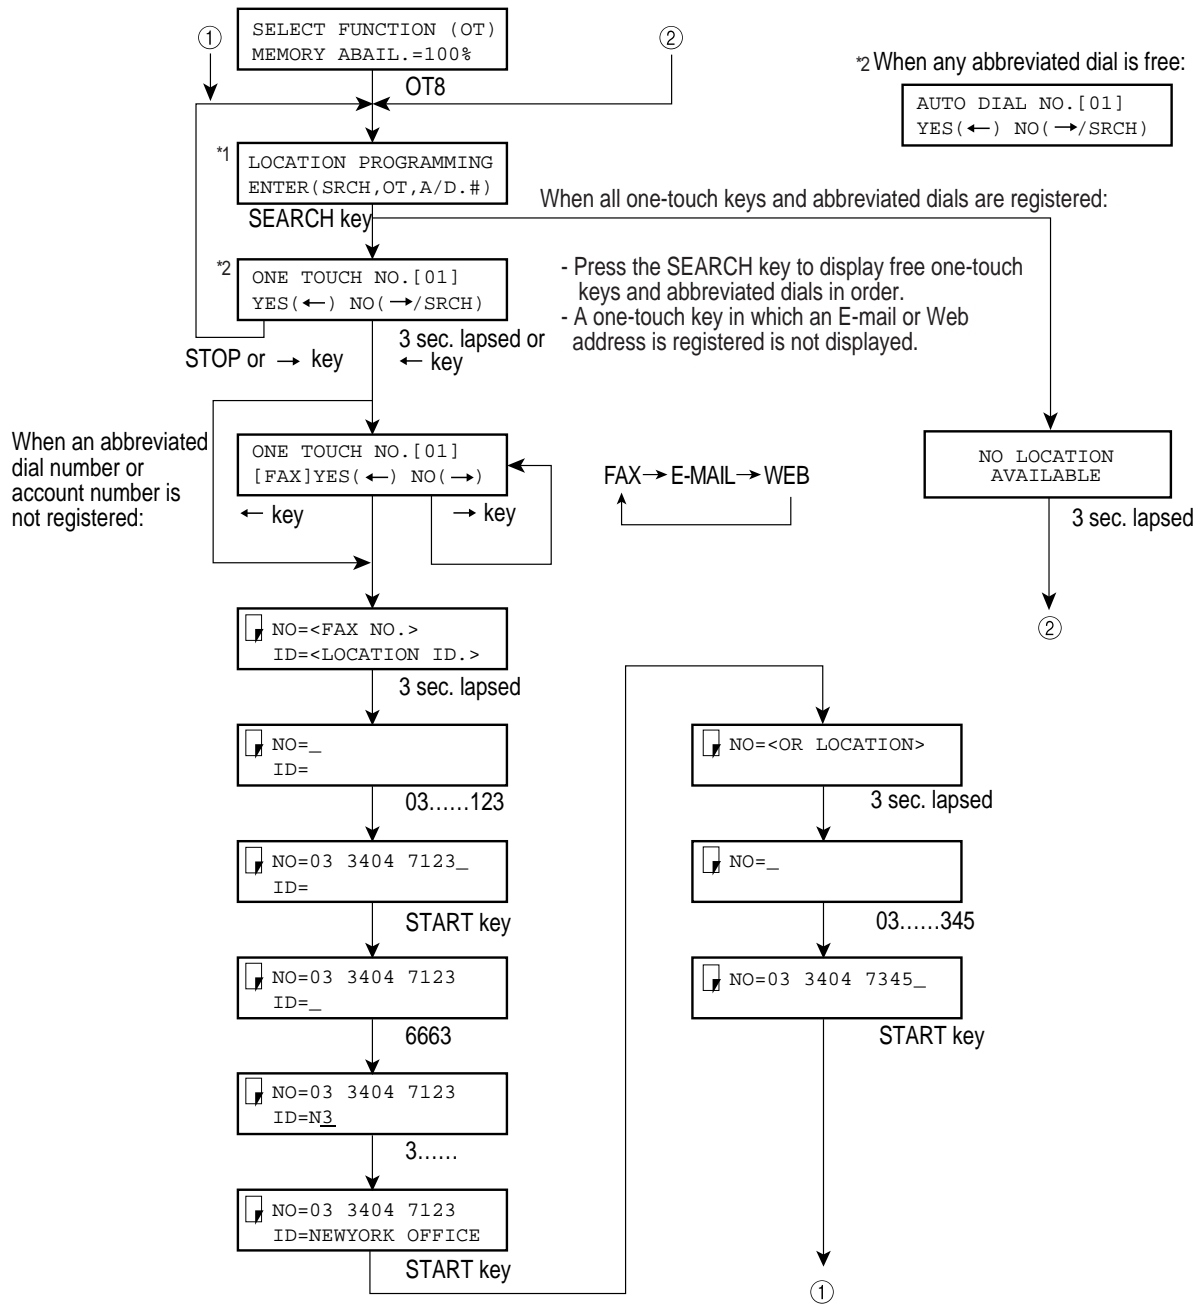 ①
SELECT FUNCTION (OT)
MEMORY ABAIL.=100%
②
*2 When any abbreviated dial is free:
AUTO DIAL NO.[01]
YES(←) NO(→/SRCH)
OT8
*1
LOCATION PROGRAMMING
ENTER(SRCH,OT,A/D.#)
SEARCH key
When all one-touch keys and abbreviated dials are registered:
*2
ONE TOUCH NO.[01]
YES(←) NO(→/SRCH)
- Press the SEARCH key to display free one-touch
keys and abbreviated dials in order.
- A one-touch key in which an E-mail or Web
address is registered is not displayed.
STOP or → key
3 sec. lapsed or
← key
When an abbreviated
dial number or
account number is
not registered:
ONE TOUCH NO.[01]
[FAX]YES(←) NO(→)
← key
→ key
FAX→E-MAIL→WEB
NO LOCATION
AVAILABLE
3 sec. lapsed
②
NO=<FAX NO.>
ID=<LOCATION ID.>
3 sec. lapsed
NO=_
ID=
03......123
NO=03 3404 7123_
ID=
START key
NO=03 3404 7123
ID=_
6663
NO=03 3404 7123
ID=N3
3......
NO=03 3404 7123
ID=NEWYORK OFFICE
START key
NO=<OR LOCATION>
3 sec. lapsed
NO=_
03......345
NO=03 3404 7345_
START key
①